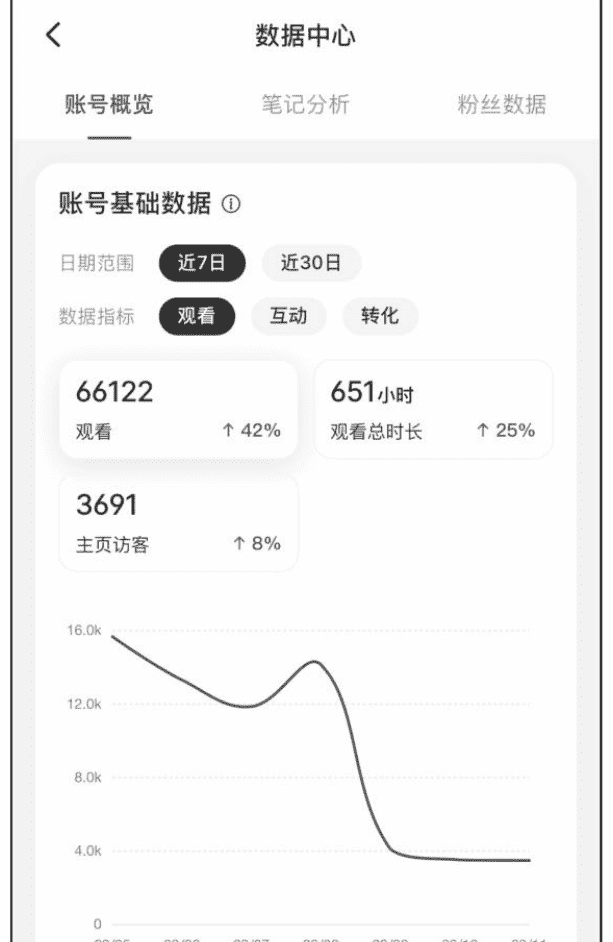 数据中心
账号概览 笔记分析 粉丝数据
账号基础数据
日期范围 近7日 近30日
数据指标 观看 互动 转化
66122 651小时
观看 ↑ 42% 观看总时长 ↑ 25%
3691
主页访客 ↑ 8%
16.0k
12.0k
8.0k
4.0k
0